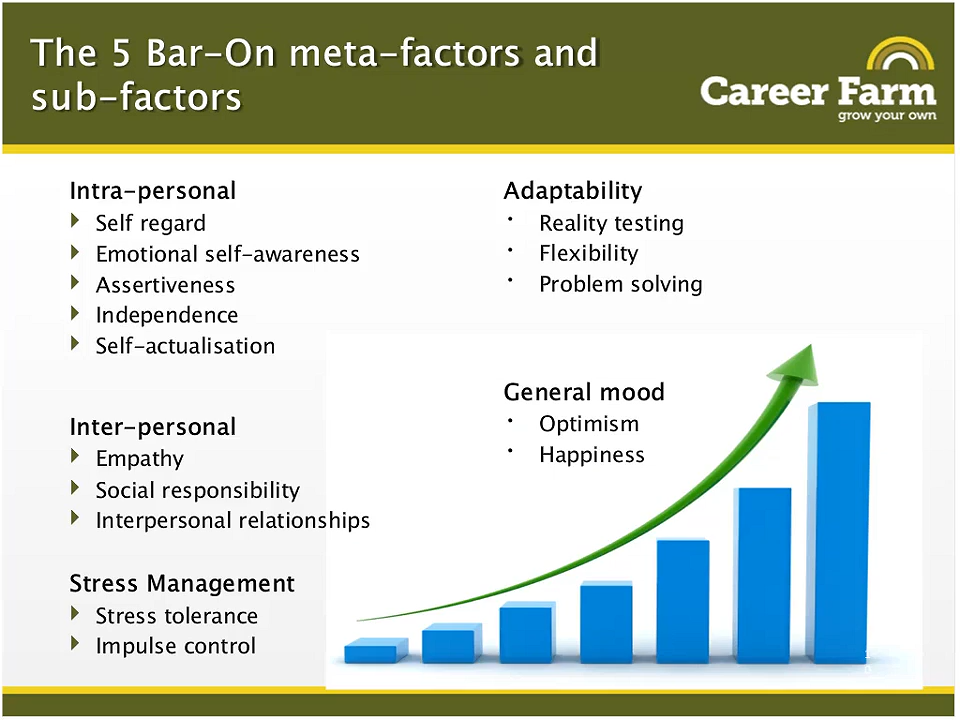 The 5 Bar-On meta-factors and
sub-factors
Career Farm
grow your own
Intra-personal
Self regard
Emotional self-awareness
Assertiveness
Independence
Self-actualisation
Inter-personal
Empathy
Social responsibility
Interpersonal relationships
Stress Management
Stress tolerance
Impulse control
Adaptability
Reality testing
Flexibility
Problem solving
General mood
Optimism
Happiness